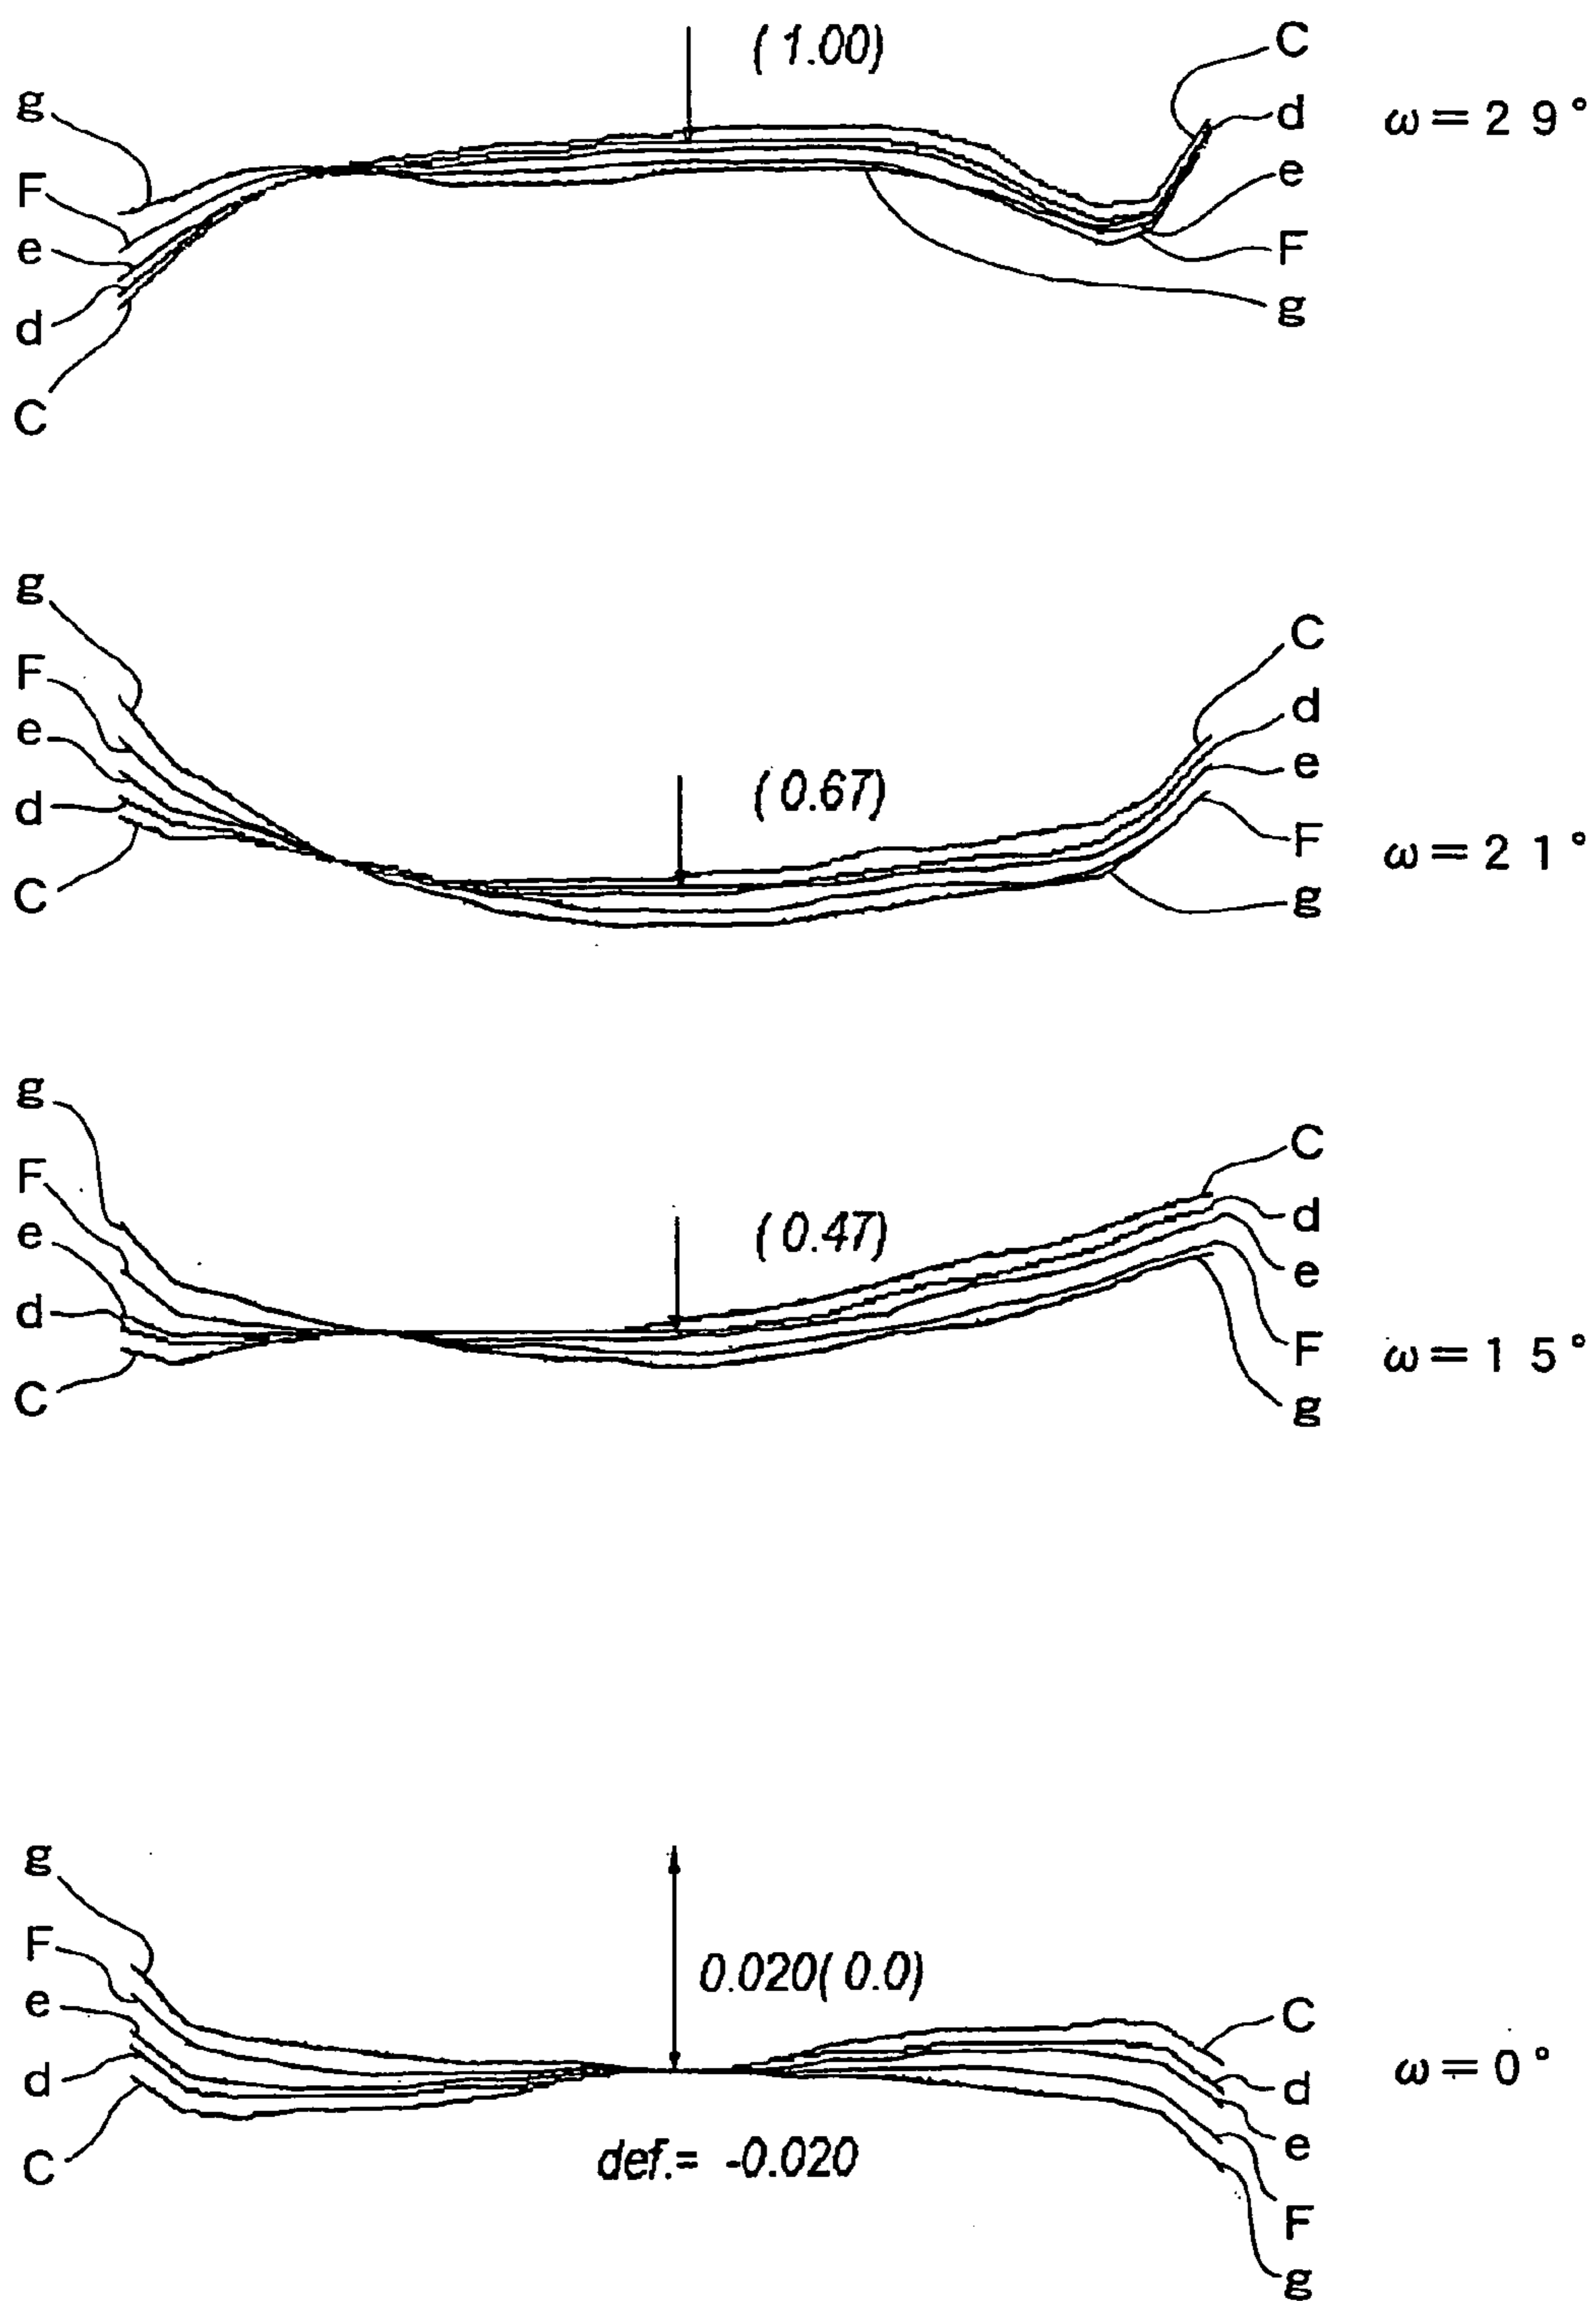 (1.00)
g
F
e
d
C
C
d
e
F
g
ω=29°
g
F
e
d
C
(0.67)
C
d
e
F
g
ω=21°
g
F
e
d
C
(0.47)
C
d
e
F
g
ω=15°
g
F
e
d
C
0.020(0.0)
def.= -0.020
C
d
e
F
g
ω=0°